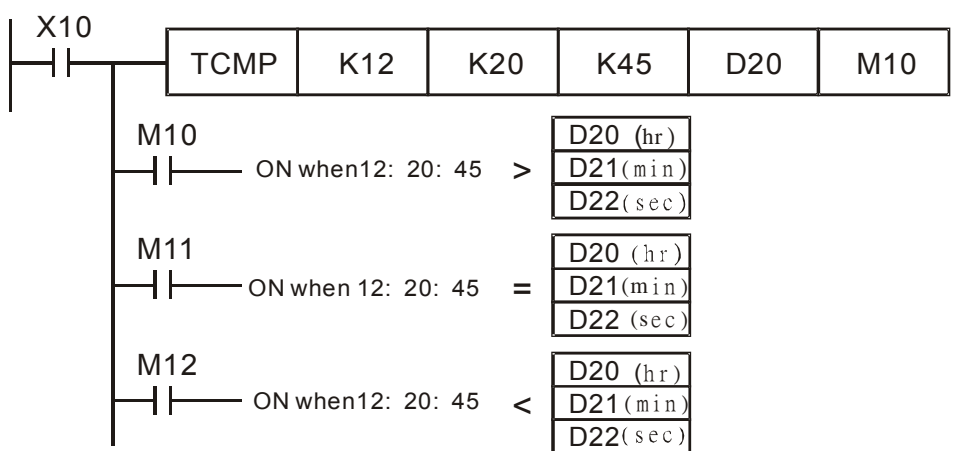 X10
TCMP K12 K20 K45 D20 M10
M10
ON when12: 20: 45 >
D20 (hr)
D21(min)
D22(sec)
M11
ON when 12: 20: 45 =
D20 (hr)
D21(min)
D22 (sec)
M12
ON when12: 20: 45 <
D20 (hr)
D21(min)
D22(sec)